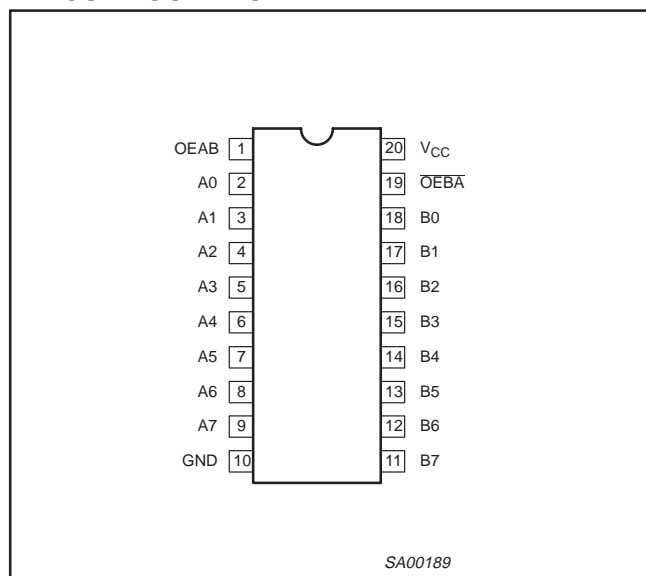 OEAB 1 20 VCC
A0 2 19 OEBA
A1 3 18 B0
A2 4 17 B1
A3 5 16 B2
A4 6 15 B3
A5 7 14 B4
A6 8 13 B5
A7 9 12 B6
GND 10 11 B7
SA00189